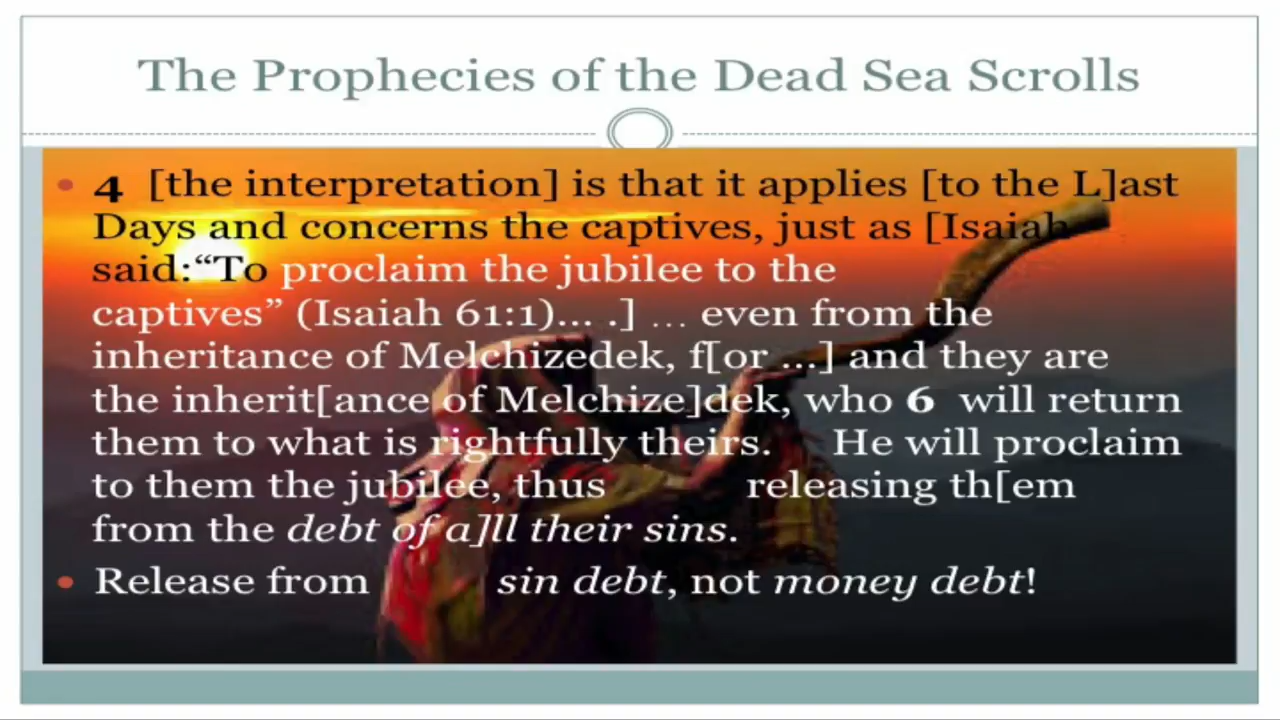 The Prophecies of the Dead Sea Scrolls
• 4 [the interpretation] is that it applies [to the L]ast
Days and concerns the captives, just as [Isaiah
said:“To proclaim the jubilee to the
captives” (Isaiah 61:1)... .] ... even from the
inheritance of Melchizedek, f[or ...] and they are
the inherit[ance of Melchize]dek, who 6 will return
them to what is rightfully theirs. He will proclaim
to them the jubilee, thus releasing th[em
from the debt of a]ll their sins.
• Release from sin debt, not money debt!